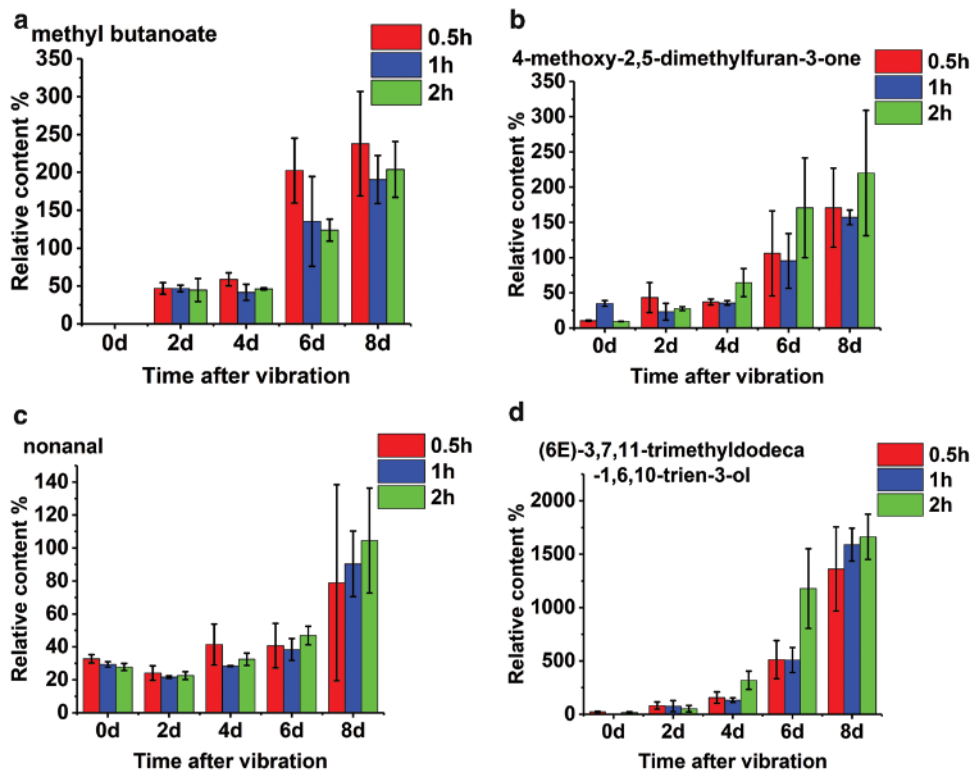 a
methyl butanoate
0.5h
1h
2h
Relative content %
350
300
250
200
150
100
50
0
0d 2d 4d 6d 8d
Time after vibration
b
4-methoxy-2,5-dimethylfuran-3-one
0.5h
1h
2h
Relative content %
350
300
250
200
150
100
50
0
0d 2d 4d 6d 8d
Time after vibration
c
nonanal
0.5h
1h
2h
Relative content %
140
120
100
80
60
40
20
0
0d 2d 4d 6d 8d
Time after vibration
d
(6E)-3,7,11-trimethyldodeca
-1,6,10-trien-3-ol
0.5h
1h
2h
Relative content %
2000
1500
1000
500
0
0d 2d 4d 6d 8d
Time after vibration